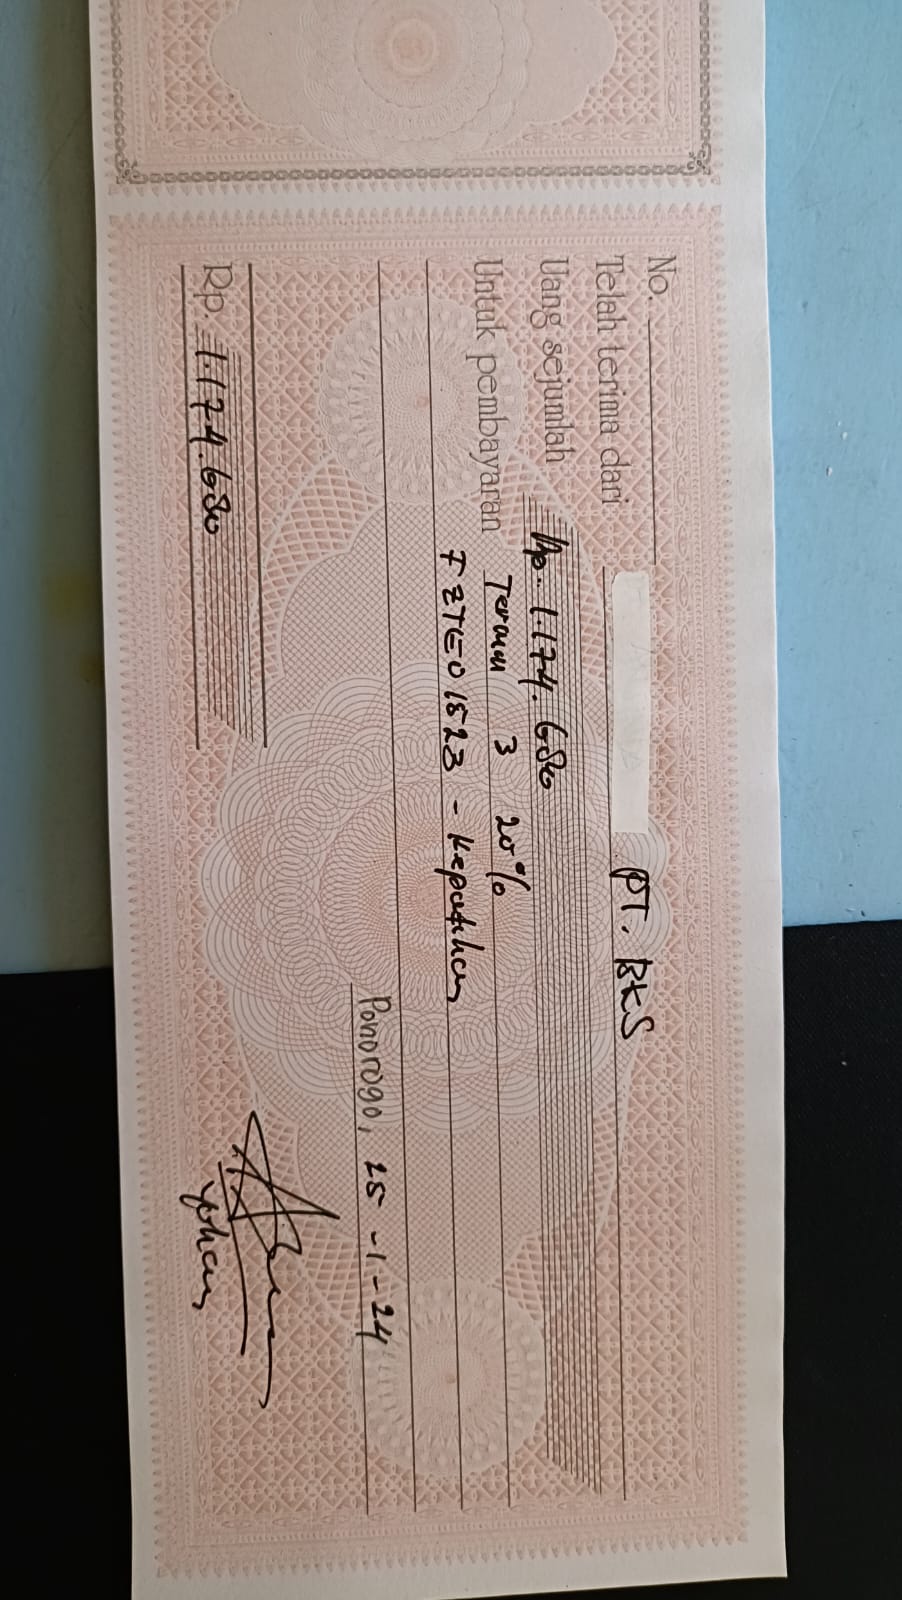 No.
Telah terima dari PT. BKS
Uang sejumlah Rp. 1.174.680
Untuk pembayaran Termin 3 20%
FZTE01523 - Kepatihan
Ponorogo, 25 -1-24
Rp. 1.174.680
Yohan